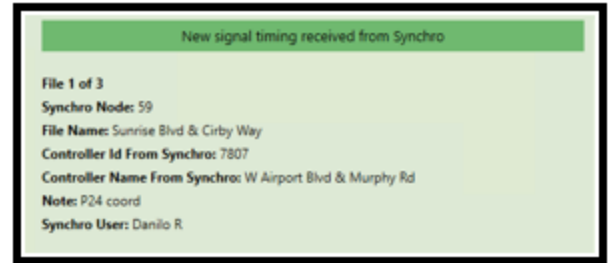 New signal timing received from Synchro
File 1 of 3
Synchro Node: 59
File Name: Sunrise Blvd & Cirby Way
Controller Id From Synchro: 7807
Controller Name From Synchro: W Airport Blvd & Murphy Rd
Note: P24 coord
Synchro User: Danilo R